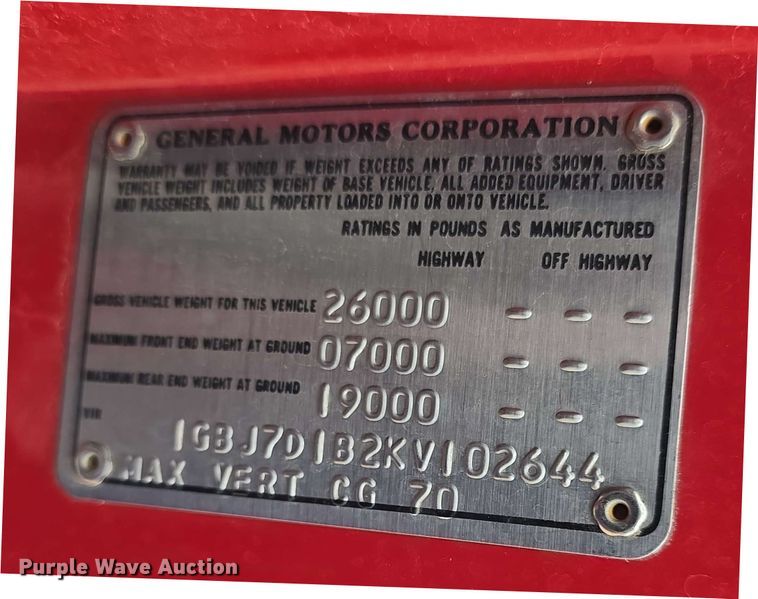 GENERAL MOTORS CORPORATION
WARRANTY MAY BE VOIDED IF WEIGHT EXCEEDS ANY OF RATINGS SHOWN. GROSS
VEHICLE WEIGHT INCLUDES WEIGHT OF BASE VEHICLE, ALL ADDED EQUIPMENT, DRIVER
AND PASSENGERS, AND ALL PROPERTY LOADED INTO OR ONTO VEHICLE.
RATINGS IN POUNDS AS MANUFACTURED
HIGHWAY OFF HIGHWAY
GROSS VEHICLE WEIGHT FOR THIS VEHICLE 26000 - - -
MAXIMUM FRONT END WEIGHT AT GROUND 07000 - - -
MAXIMUM REAR END WEIGHT AT GROUND 19000 - - -
VIN 1GBJ7D1B2KV102644
MAX VERT CG 70
Purple Wave Auction